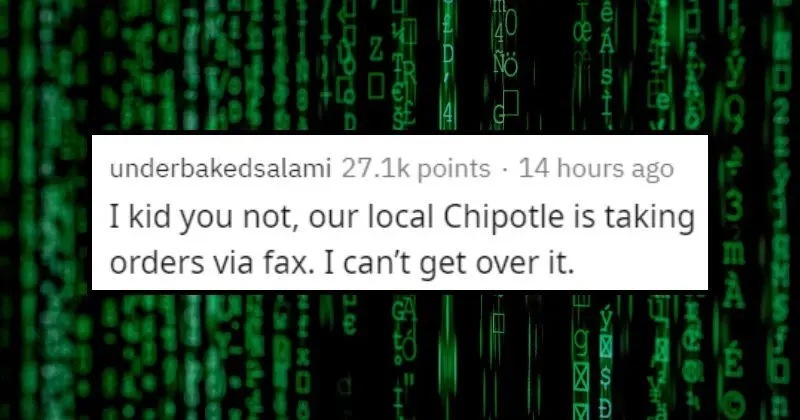 underbakedsalami 27.1k points · 14 hours ago
I kid you not, our local Chipotle is taking
orders via fax. I can’t get over it.